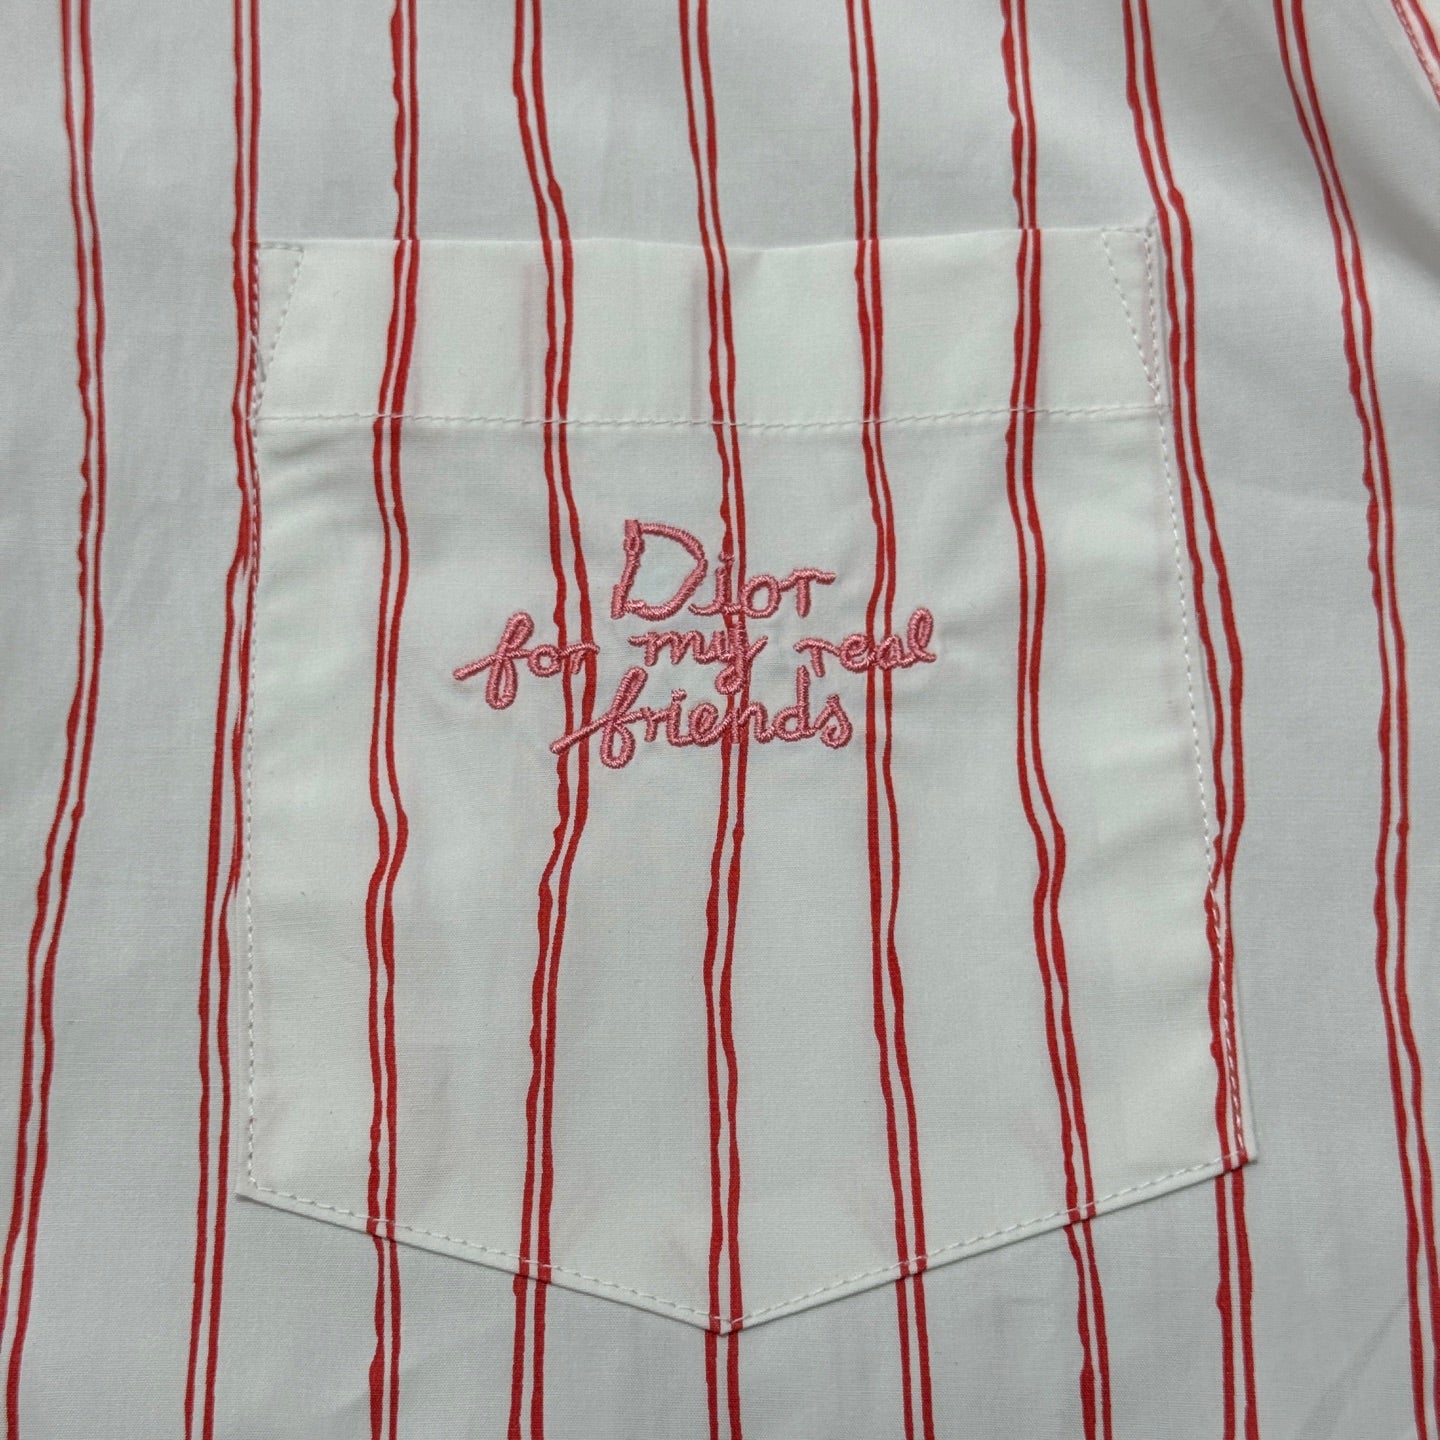 Dior
for my real
friends